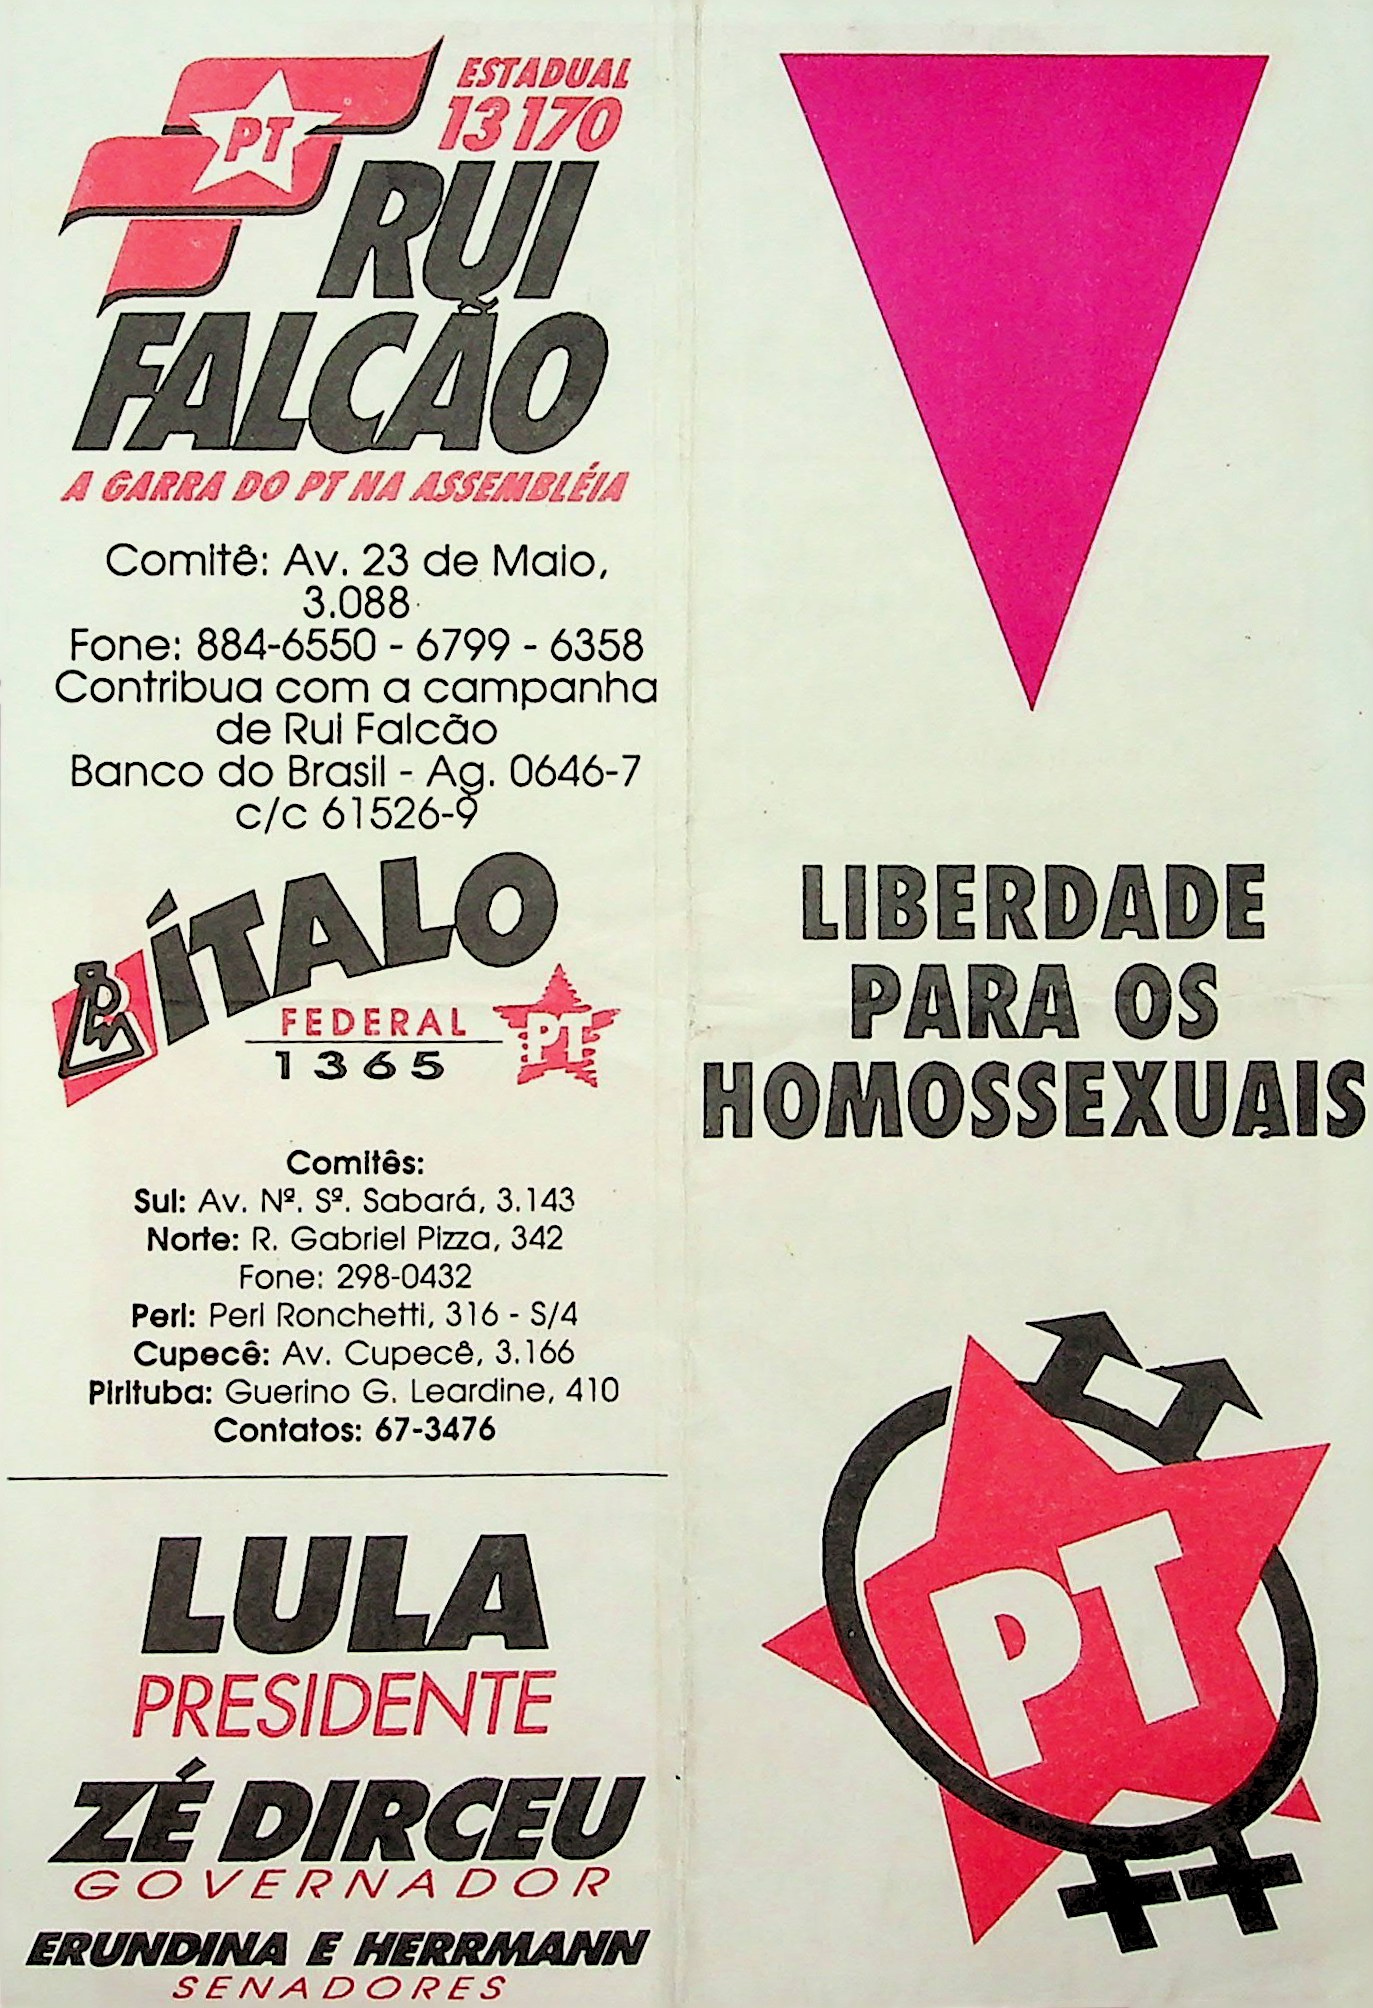 PT
ESTADUAL
13170
RUI
FALCÃO
A GARRA DO PT NA ASSEMBLÉIA
Comitê: Av. 23 de Maio,
3.088
Fone: 884-6550 - 6799 - 6358
Contribua com a campanha
de Rui Falcão
Banco do Brasil - Ag. 0646-7
c/c 61526-9
ÍTALO
FEDERAL
1365
PT
Comitês:
Sul: Av. Nª. Sª. Sabará, 3.143
Norte: R. Gabriel Pizza, 342
Fone: 298-0432
Peri: Peri Ronchetti, 316 - S/4
Cupecê: Av. Cupecê, 3.166
Pirituba: Guerino G. Leardine, 410
Contatos: 67-3476
LULA
PRESIDENTE
ZÉ DIRCEU
GOVERNADOR
ERUNDINA E HERRMANN
SENADORES
LIBERDADE
PARA OS
HOMOSSEXUAIS
PT